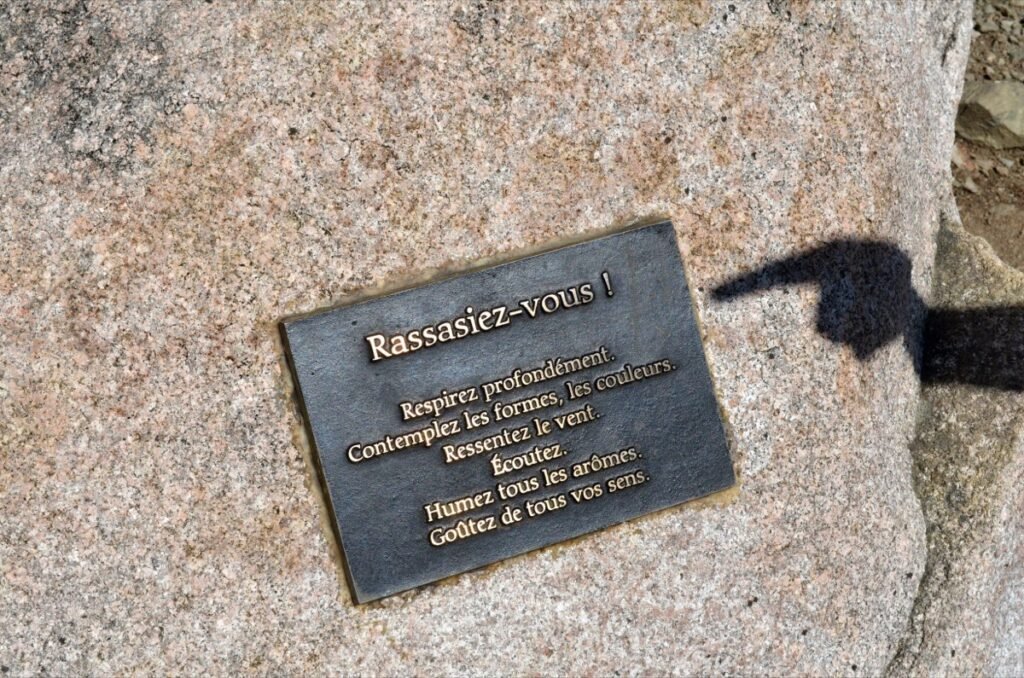 Rassasiez-vous !
Respirez profondément.
Contemplez les formes, les couleurs.
Ressentez le vent.
Écoutez.
Humez tous les arômes.
Goûtez de tous vos sens.